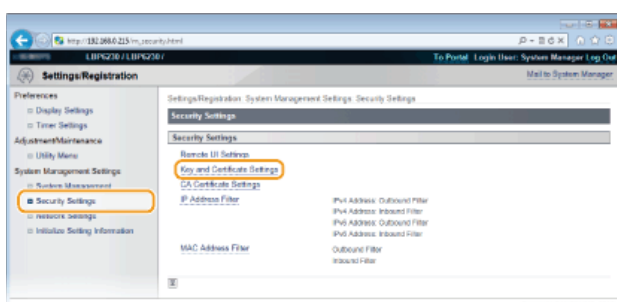 http://192.168.0.215/m_security.html
LBP6230 / LBP6230/
To Portal Login User: System Manager Log Out
Settings/Registration
Mail to System Manager
Preferences
Display Settings
Timer Settings
Adjustment/Maintenance
Utility Menu
System Management Settings
System Management
Security Settings
Network Settings
Initialize Setting Information
Settings/Registration: System Management Settings: Security Settings
Security Settings
Security Settings
Remote UI Settings
Key and Certificate Settings
CA Certificate Settings
IP Address Filter
IPv4 Address: Outbound Filter
IPv4 Address: Inbound Filter
IPv6 Address: Outbound Filter
IPv6 Address: Inbound Filter
MAC Address Filter
Outbound Filter
Inbound Filter